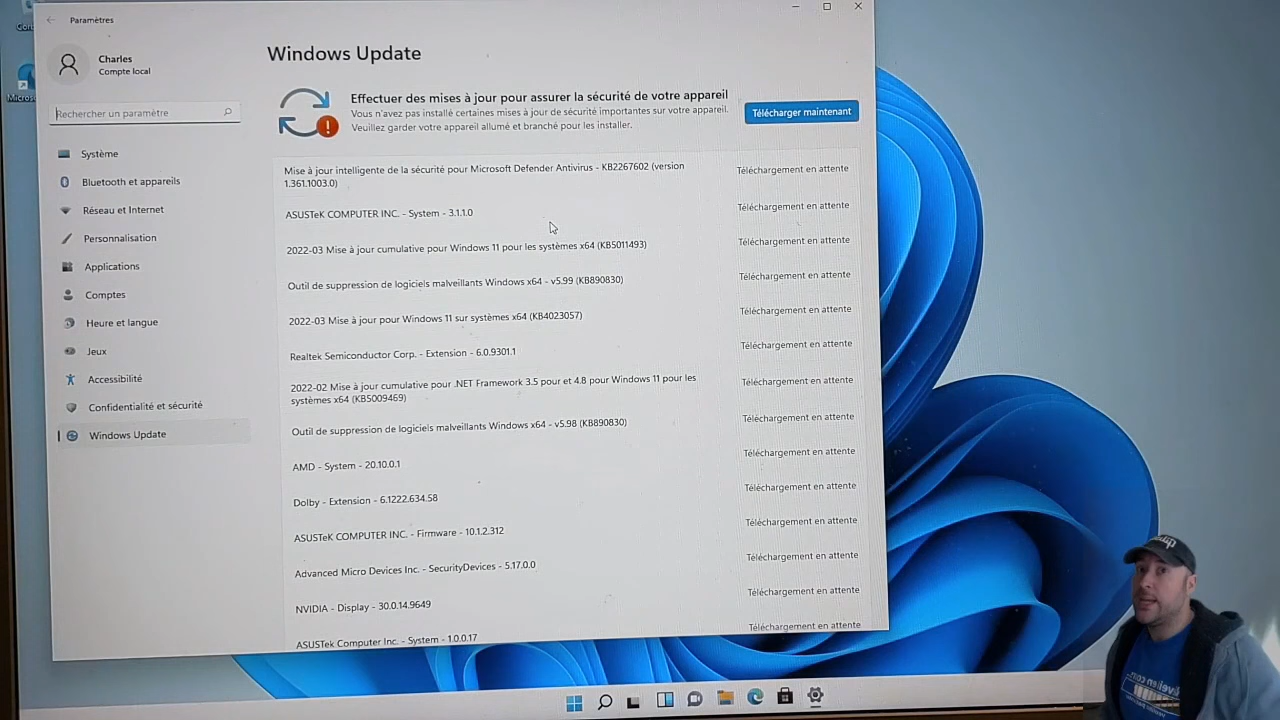 Paramètres
Charles
Compte local
Rechercher un paramètre
Système
Bluetooth et appareils
Réseau et Internet
Personnalisation
Applications
Comptes
Heure et langue
Jeux
Accessibilité
Confidentialité et sécurité
Windows Update
Windows Update
Effectuer des mises à jour pour assurer la sécurité de votre appareil
Vous n'avez pas installé certaines mises à jour de sécurité importantes sur votre appareil.
Veuillez garder votre appareil allumé et branché pour les installer.
Télécharger maintenant
Mise à jour intelligente de la sécurité pour Microsoft Defender Antivirus - KB2267602 (version
1.361.1003.0)
Téléchargement en attente
ASUSTeK COMPUTER INC. - System - 3.1.1.0
Téléchargement en attente
2022-03 Mise à jour cumulative pour Windows 11 pour les systèmes x64 (KB5011493)
Téléchargement en attente
Outil de suppression de logiciels malveillants Windows x64 - v5.99 (KB890830)
Téléchargement en attente
2022-03 Mise à jour pour Windows 11 sur systèmes x64 (KB4023057)
Téléchargement en attente
Realtek Semiconductor Corp. - Extension - 6.0.9301.1
Téléchargement en attente
2022-02 Mise à jour cumulative pour .NET Framework 3.5 pour et 4.8 pour Windows 11 pour les
systèmes x64 (KB5009469)
Téléchargement en attente
Outil de suppression de logiciels malveillants Windows x64 - v5.98 (KB890830)
Téléchargement en attente
AMD - System - 20.10.0.1
Téléchargement en attente
Dolby - Extension - 6.1222.634.58
Téléchargement en attente
ASUSTeK COMPUTER INC. - Firmware - 10.1.2.312
Téléchargement en attente
Advanced Micro Devices Inc. - SecurityDevices - 5.17.0.0
Téléchargement en attente
NVIDIA - Display - 30.0.14.9649
Téléchargement en attente
ASUSTeK Computer Inc. - System - 1.0.0.17
Téléchargement en attente